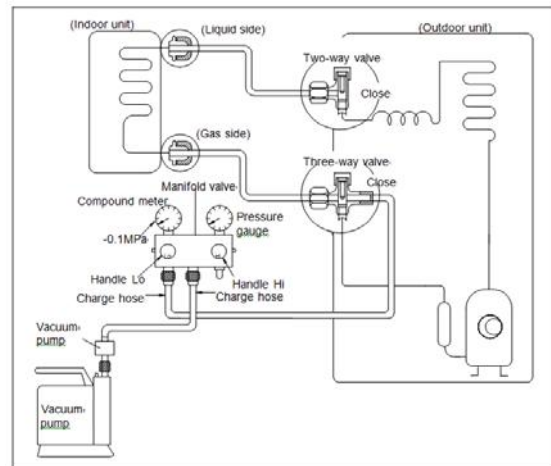 (Indoor unit)
(Liquid side)
(Outdoor unit)
Two-way valve
Close
(Gas side)
Three-way valve
Close
Manifold valve
Compound meter
-0.1MPa
Pressure
gauge
Handle Lo
Handle Hi
Charge hose
Charge hose
Vacuum-
pump
Vacuum-
pump